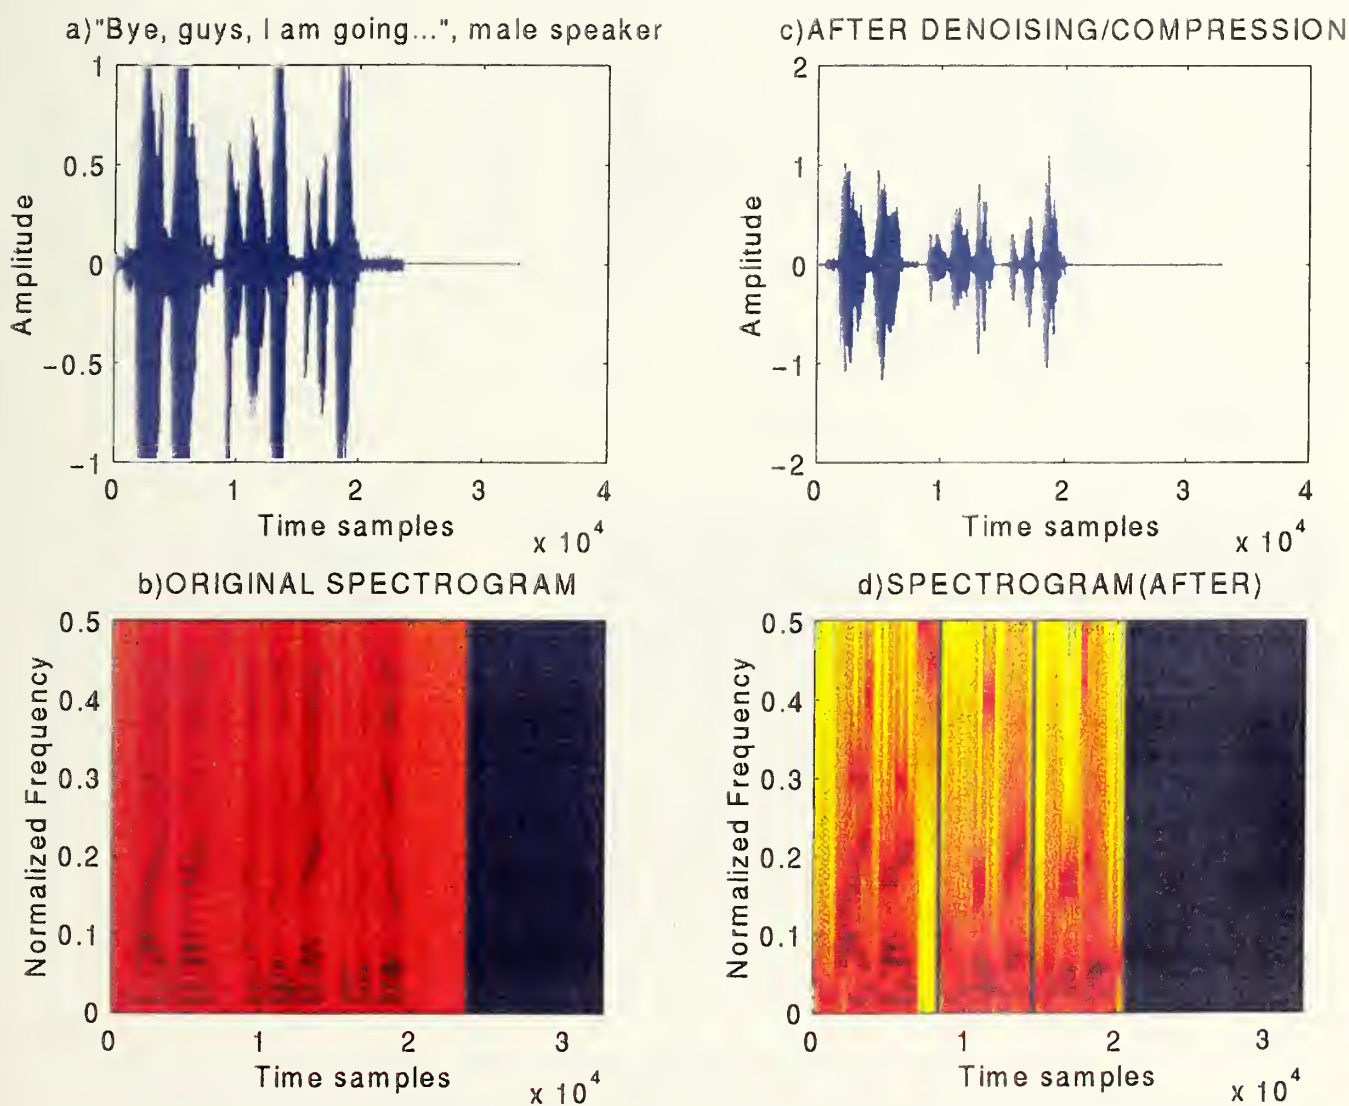 a)"Bye, guys, I am going...", male speaker
1
0.5
0
−0.5
−1
Amplitude
0 1 2 3 4
Time samples
x 10^4
c)AFTER DENOISING/COMPRESSION
2
1
0
−1
−2
Amplitude
0 1 2 3 4
Time samples
x 10^4
b)ORIGINAL SPECTROGRAM
0.5
0.4
0.3
0.2
0.1
0
Normalized Frequency
0 1 2 3
Time samples
x 10^4
d)SPECTROGRAM(AFTER)
0.5
0.4
0.3
0.2
0.1
0
Normalized Frequency
0 1 2 3
Time samples
x 10^4